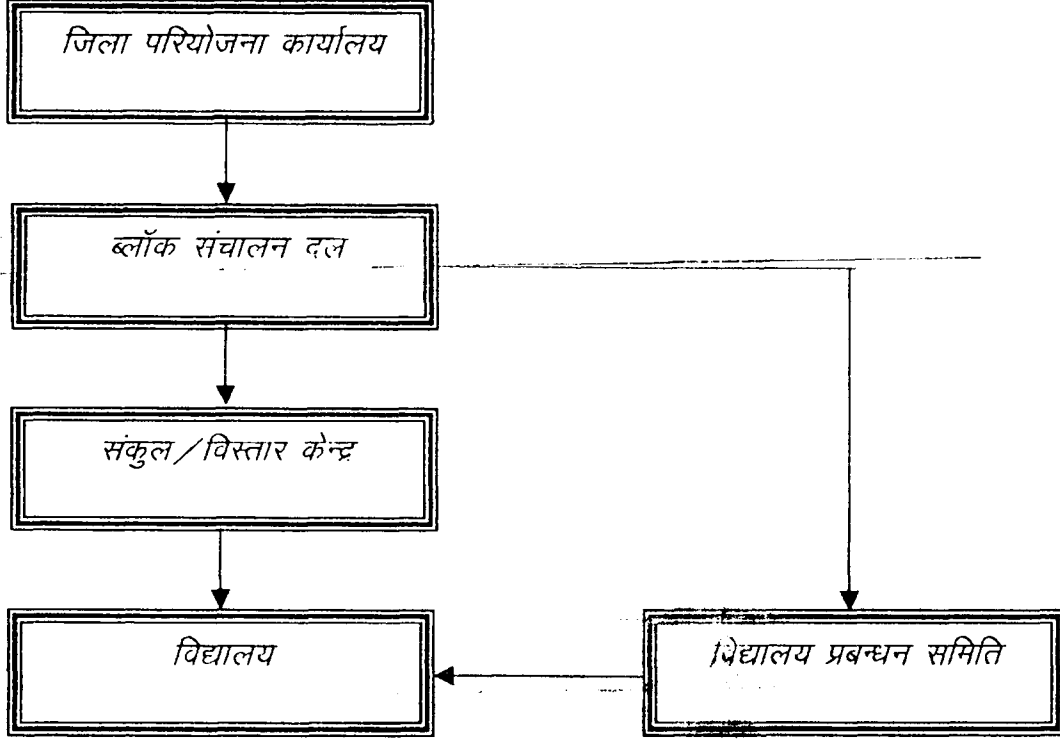 जिला परियोजना कार्यालय
ब्लॉक संचालन दल
संकुल/विस्तार केन्द्र
विद्यालय
विद्यालय प्रबन्धन समिति